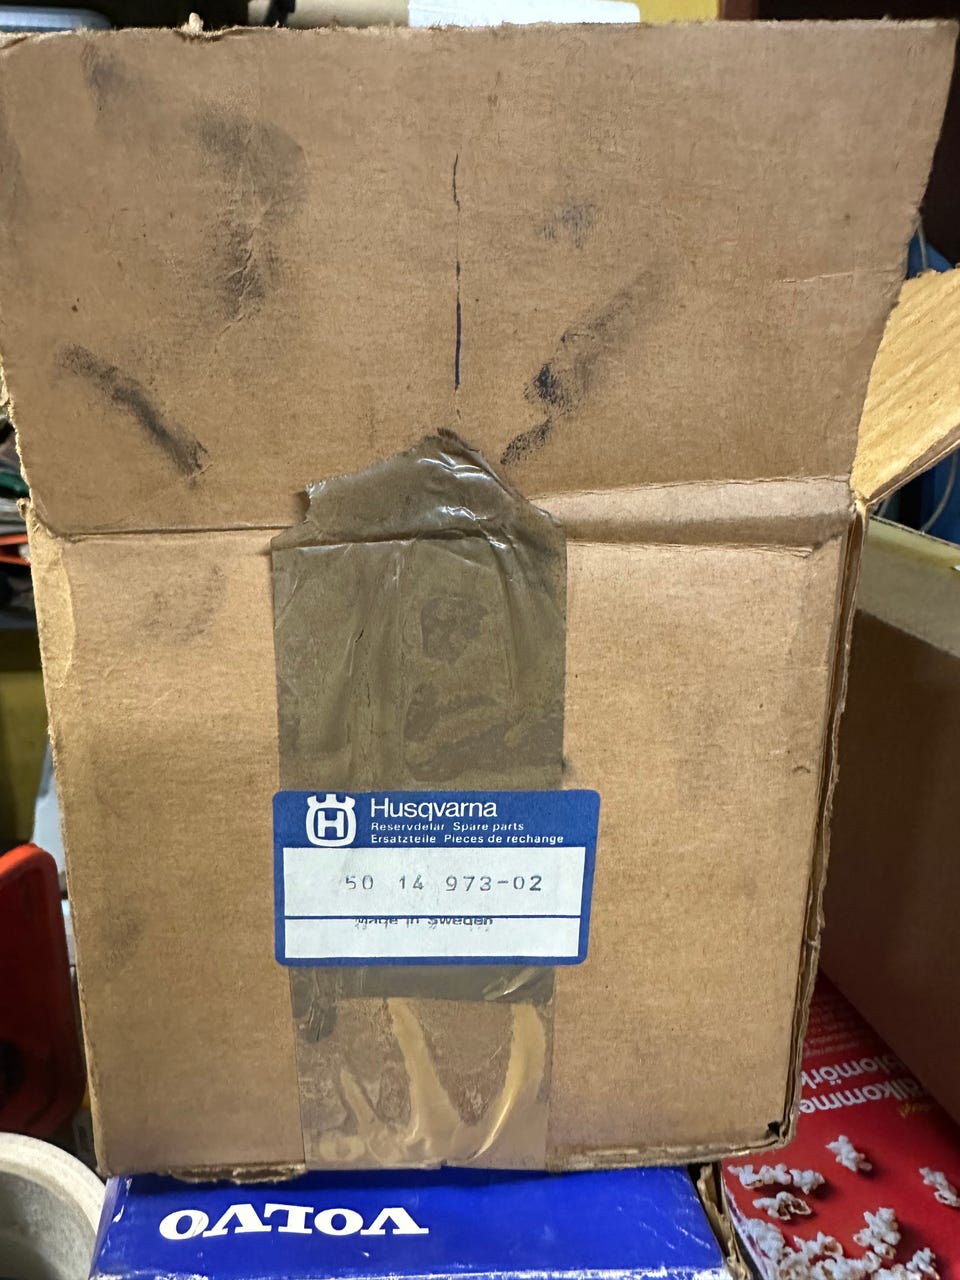 Husqvarna
Reservdelar Spare parts
Ersatzteile Pieces de rechange
50 14 973-02
Made in Sweden
VOLVO